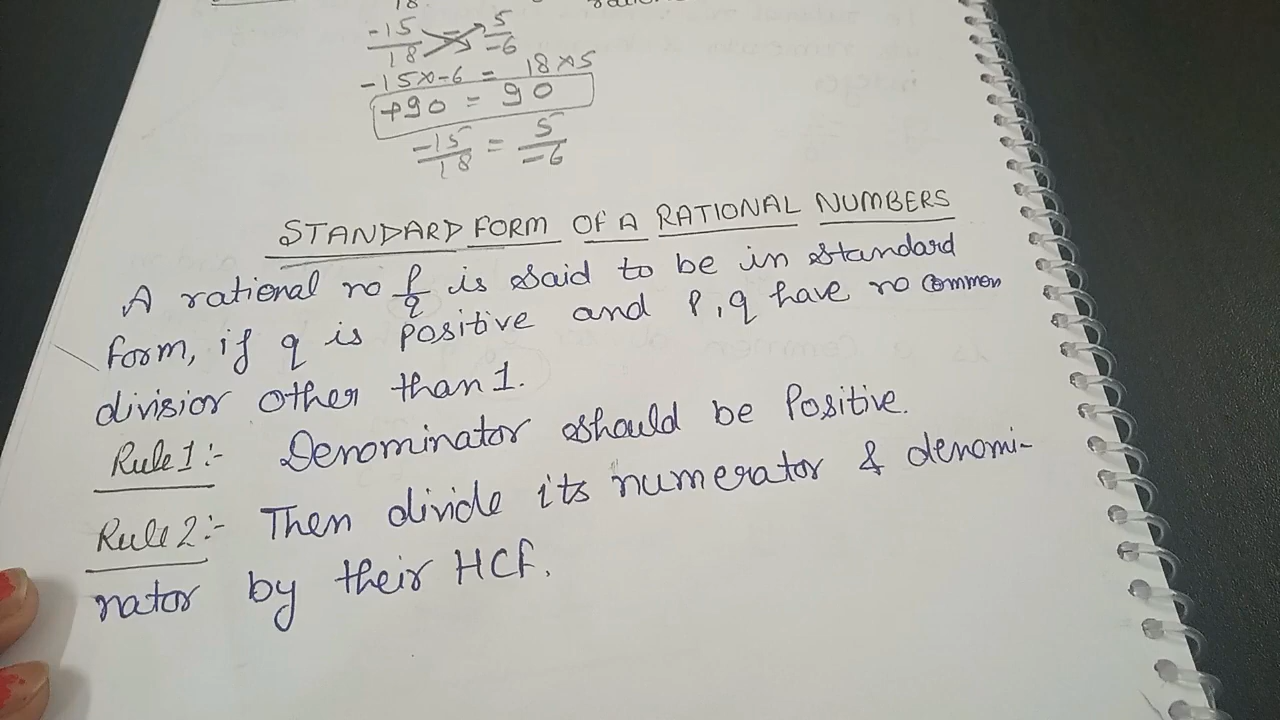 18
-15/18 = 5/-6
-15×-6 = 18×5
+90 = 90
-15/18 = 5/-6
STANDARD FORM OF A RATIONAL NUMBERS
A rational no p/q is said to be in standard
form, if q is positive and P, q have no common
divisior other than 1.
Rule 1:- Denominator should be Positive.
Rule 2:- Then divide its numerator & denomi-
nator by their HCF.